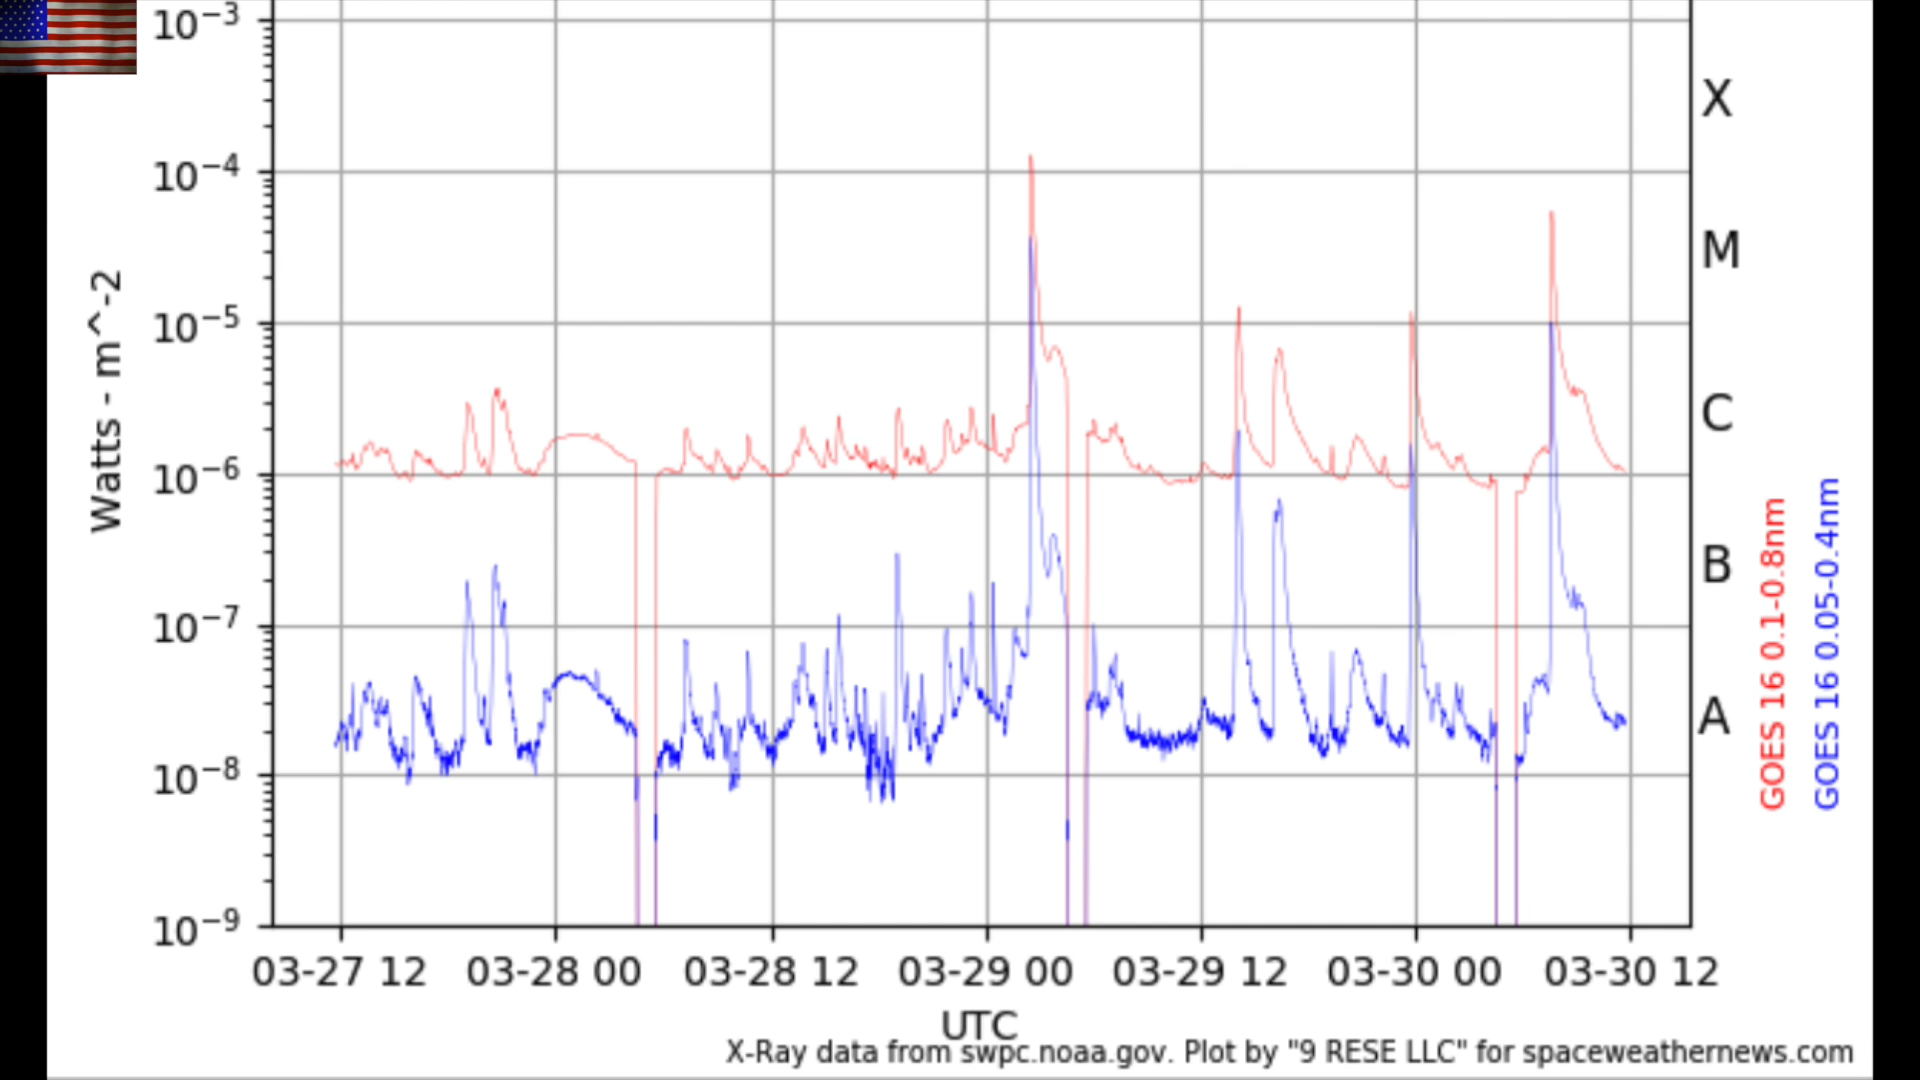 10−3
10−4
10−5
10−6
10−7
10−8
10−9
Watts - m^-2
X
M
C
B
A
GOES 16 0.1-0.8nm
GOES 16 0.05-0.4nm
03-27 12 03-28 00 03-28 12 03-29 00 03-29 12 03-30 00 03-30 12
UTC
X-Ray data from swpc.noaa.gov. Plot by "9 RESE LLC" for spaceweathernews.com